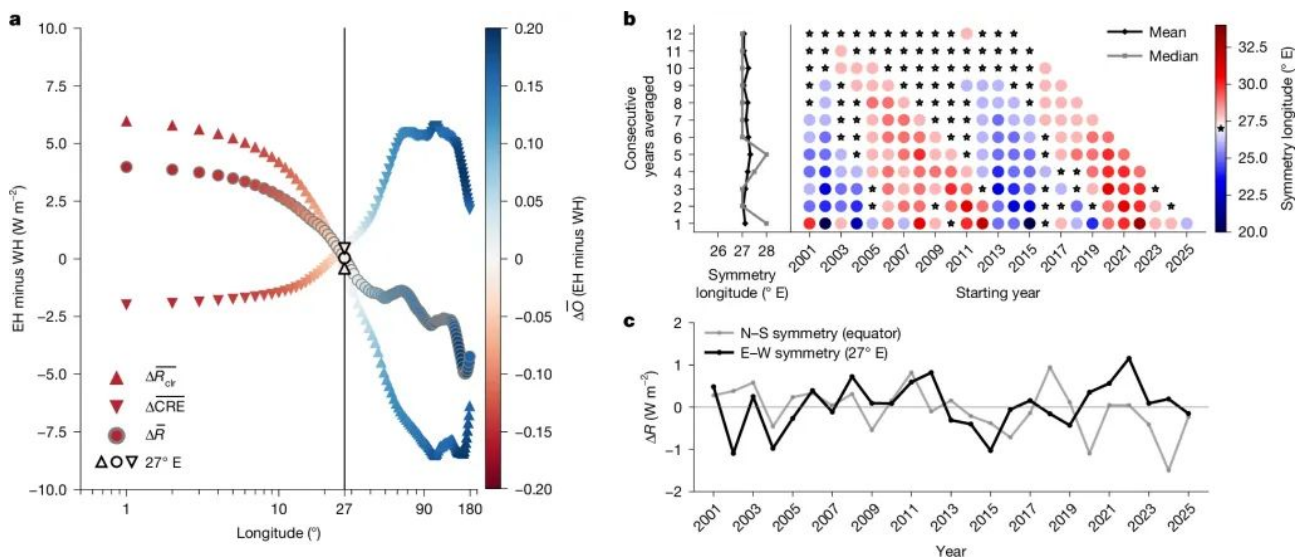 a
10.0
7.5
5.0
2.5
0
−2.5
−5.0
−7.5
−10.0
EH minus WH (W m⁻²)
ΔR̅c̅l̅r̅
ΔC̅R̅E̅
ΔR̅
27° E
1
10
27
90
180
Longitude (°)
0.20
0.15
0.10
0.05
0
−0.05
−0.10
−0.15
−0.20
ΔO̅ (EH minus WH)
b
12
11
10
9
8
7
6
5
4
3
2
1
Consecutive
years averaged
26 27 28
Symmetry
longitude (° E)
Mean
Median
2001 2003 2005 2007 2009 2011 2013 2015 2017 2019 2021 2023 2025
Starting year
32.5
30.0
27.5
25.0
22.5
20.0
Symmetry longitude (° E)
c
2
1
0
−1
−2
ΔR (W m⁻²)
N–S symmetry (equator)
E–W symmetry (27° E)
2001 2003 2005 2007 2009 2011 2013 2015 2017 2019 2021 2023 2025
Year